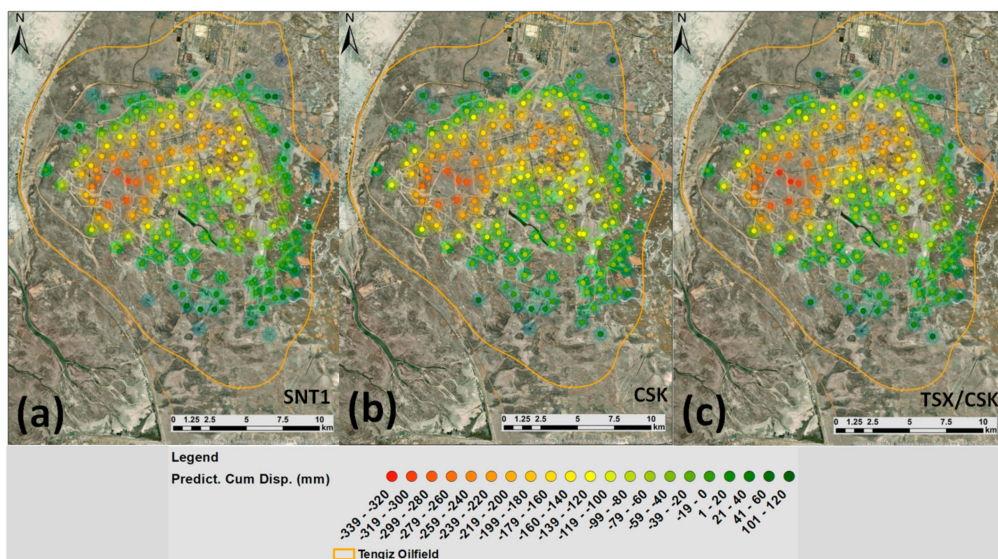 N
N
N
(a)
SNT1
0 1.25 2.5 5 7.5 10
km
(b)
CSK
0 1.25 2.5 5 7.5 10
km
(c)
TSX/CSK
0 1.25 2.5 5 7.5 10
km
Legend
Predict. Cum Disp. (mm)
-339 - -320
-319 - -300
-299 - -280
-279 - -260
-259 - -240
-239 - -220
-219 - -200
-199 - -180
-179 - -160
-160 - -140
-139 - -120
-119 - -100
-99 - -80
-79 - -60
-59 - -40
-39 - -20
-19 - 0
1 - 20
21 - 40
41 - 60
101 - 120
Tengiz Oilfield